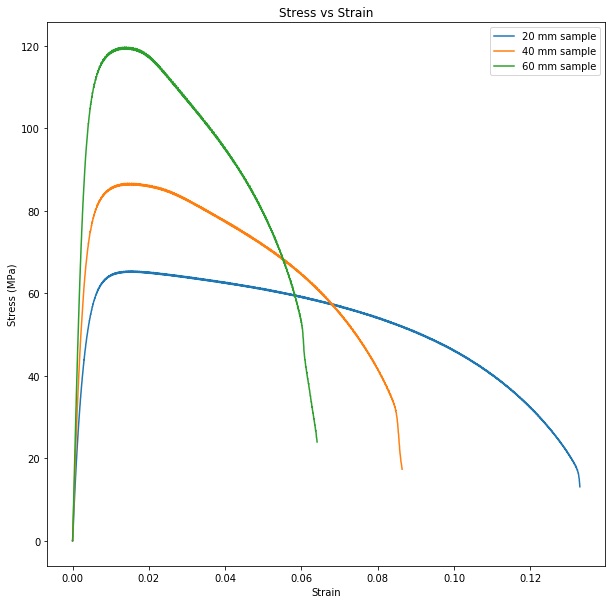 Stress vs Strain
20 mm sample
40 mm sample
60 mm sample
Stress (MPa)
120
100
80
60
40
20
0
0.00 0.02 0.04 0.06 0.08 0.10 0.12
Strain